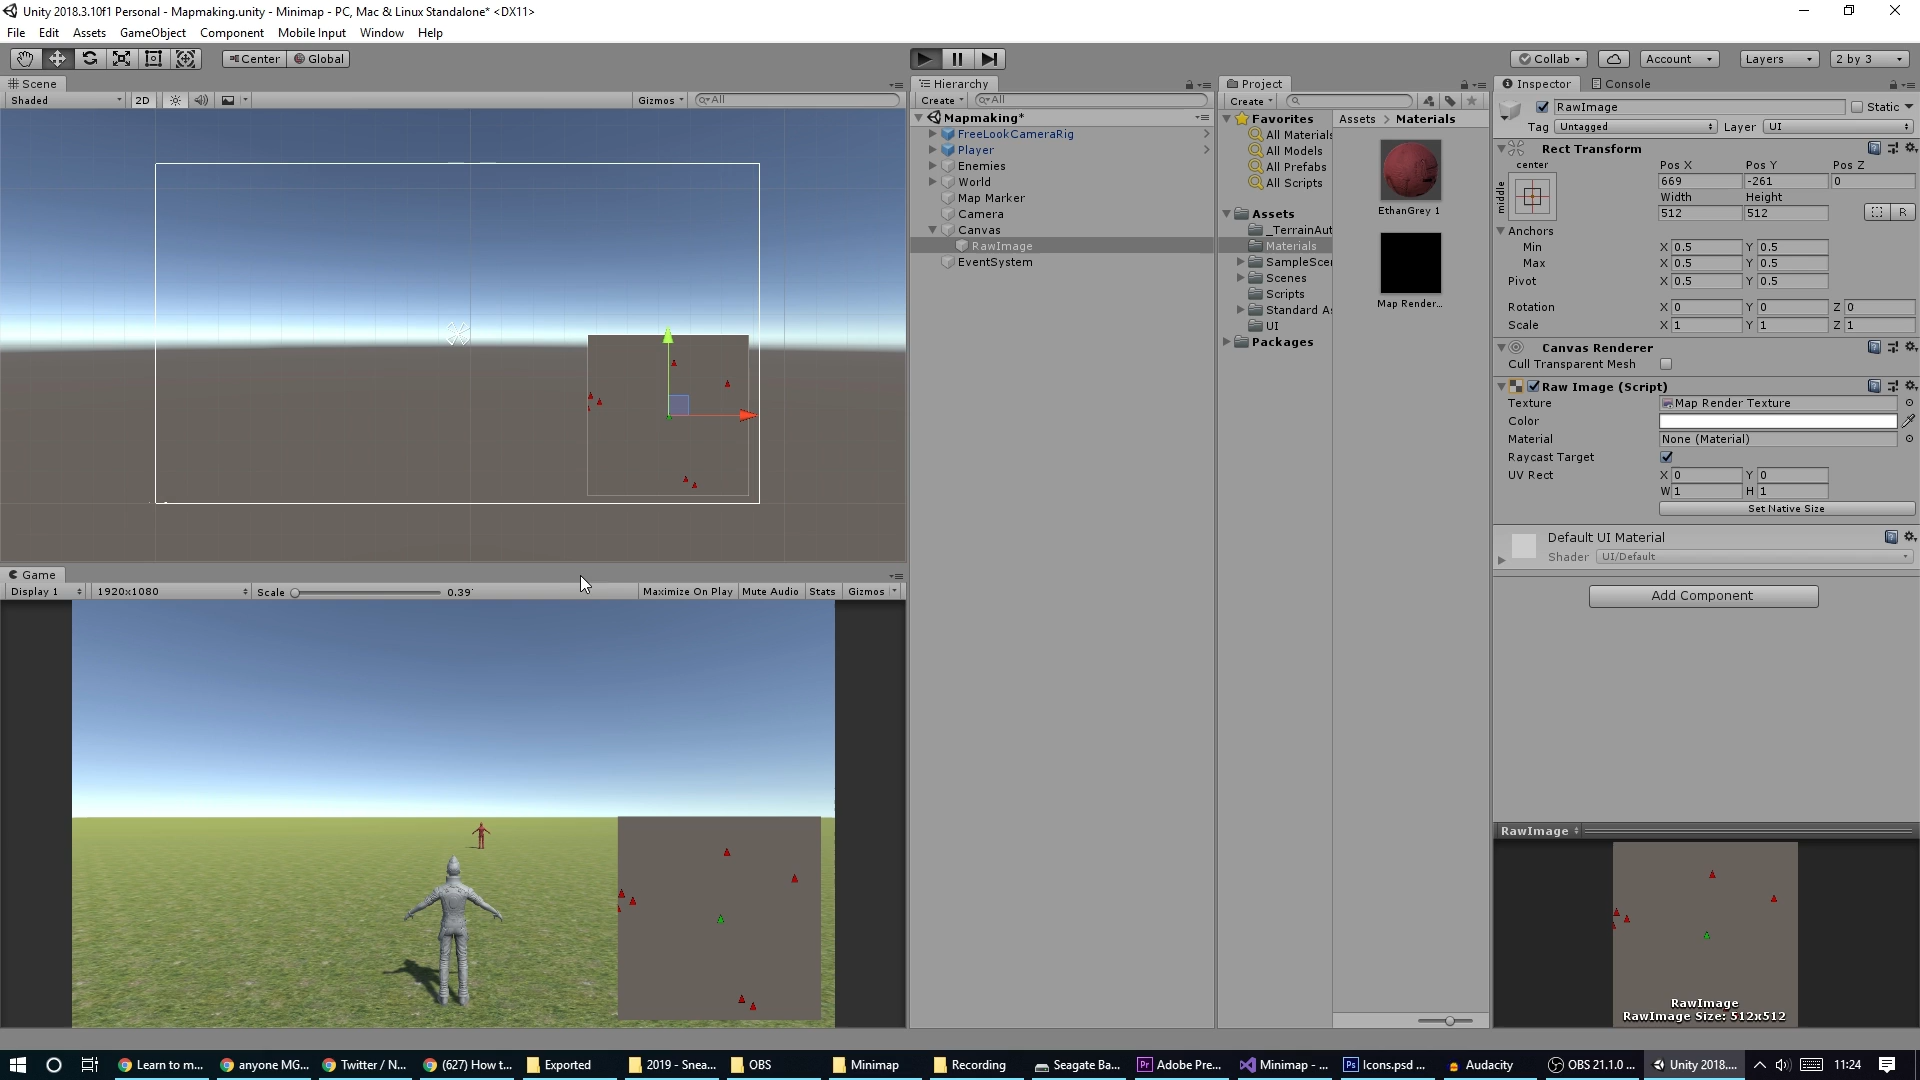 Unity 2018.3.10f1 Personal - Mapmaking.unity - Minimap - PC, Mac & Linux Standalone* <DX11>
File Edit Assets GameObject Component Mobile Input Window Help
Center Global
Collab Account Layers 2 by 3
Scene
Shaded 2D Gizmos All
Hierarchy
Create All
Mapmaking*
FreeLookCameraRig
Player
Enemies
World
Map Marker
Camera
Canvas
RawImage
EventSystem
Project
Create
Favorites
All Materials
All Models
All Prefabs
All Scripts
Assets
_TerrainAut
Materials
SampleScen
Scenes
Scripts
Standard As
UI
Packages
Assets Materials
EthanGrey 1
Map Render...
Inspector Console
RawImage Static
Tag Untagged Layer UI
Rect Transform
center
middle
Pos X Pos Y Pos Z
669 -261 0
Width Height
512 512
R
Anchors
Min X 0.5 Y 0.5
Max X 0.5 Y 0.5
Pivot X 0.5 Y 0.5
Rotation X 0 Y 0 Z 0
Scale X 1 Y 1 Z 1
Canvas Renderer
Cull Transparent Mesh
Raw Image (Script)
Texture Map Render Texture
Color
Material None (Material)
Raycast Target
UV Rect X 0 Y 0
W 1 H 1
Set Native Size
Default UI Material
Shader UI/Default
Add Component
RawImage
RawImage
RawImage Size: 512x512
Game
Display 1 1920x1080 Scale 0.39 Maximize On Play Mute Audio Stats Gizmos
Learn to m... anyone MG... Twitter / N... (627) How t... Exported 2019 - Snea... OBS Minimap Recording Seagate Ba... Adobe Pre... Minimap - ... Icons.psd ... Audacity OBS 21.1.0 ... Unity 2018.... 11:24